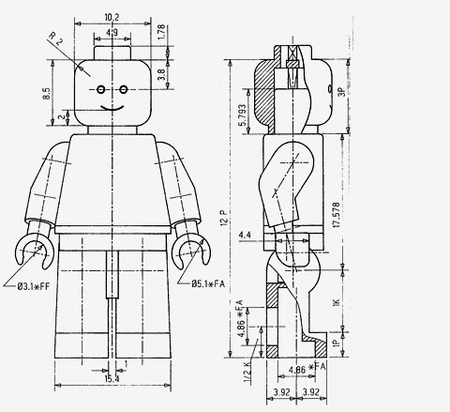 10,2
4,9
1.78
R 2
8.5
3.8
2
3P
5.793
12 P
17.578
4.4
Ø3.1*FF
Ø5.1*FA
1K
4.86 *FA
1P
1/2 K
1
15.4
4.86 *FA
3.92
3.92